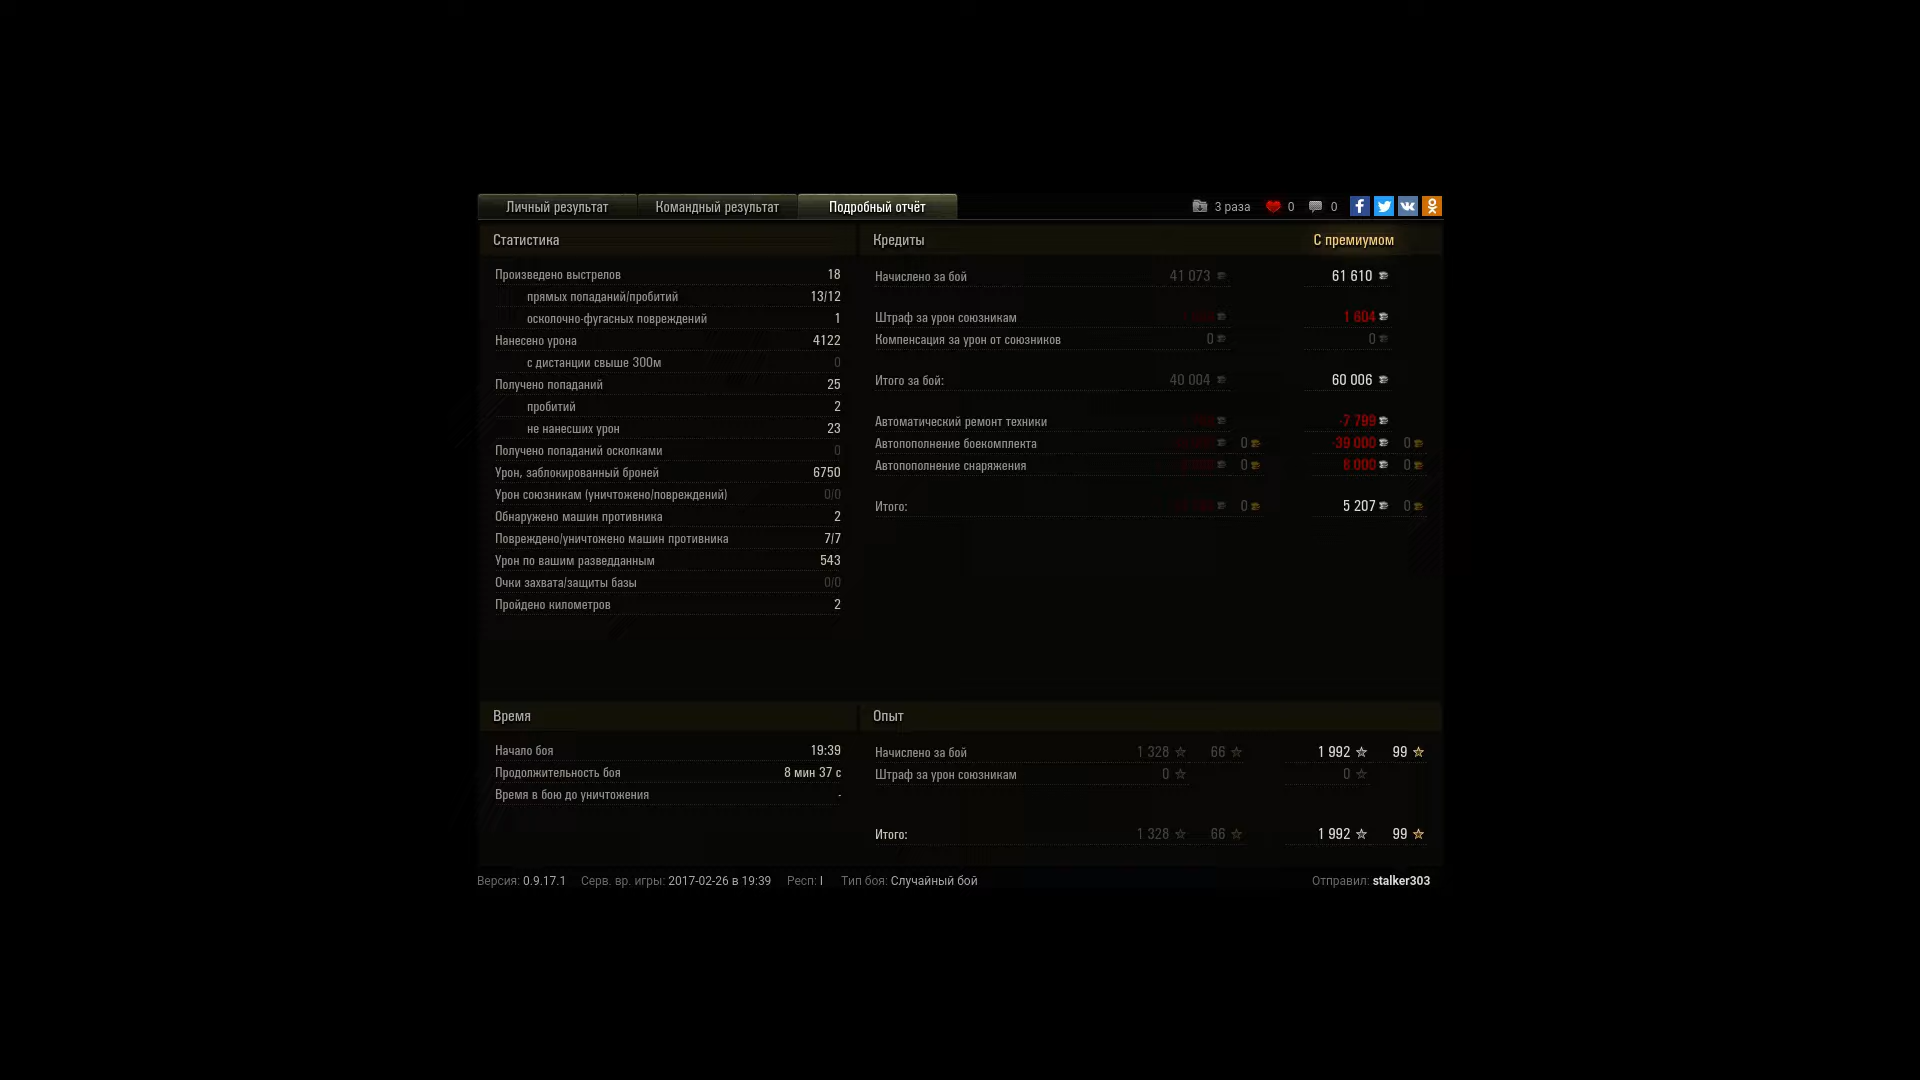 Личный результат Командный результат Подробный отчёт 3 раза 0 0
Статистика
Произведено выстрелов 18
прямых попаданий/пробитий 13/12
осколочно-фугасных повреждений 1
Нанесено урона 4122
с дистанции свыше 300м 0
Получено попаданий 25
пробитий 2
не нанесших урон 23
Получено попаданий осколками 0
Урон, заблокированный броней 6750
Урон союзникам (уничтожено/повреждений) 0/0
Обнаружено машин противника 2
Повреждено/уничтожено машин противника 7/7
Урон по вашим разведданным 543
Очки захвата/защиты базы 0/0
Пройдено километров 2
Кредиты С премиумом
Начислено за бой 41 073 61 610
Штраф за урон союзникам 1 604
Компенсация за урон от союзников 0 0
Итого за бой: 40 004 60 006
Автоматический ремонт техники -7 799
Автопополнение боекомплекта 0 -39 000 0
Автопополнение снаряжения 0 8 000 0
Итого: 0 5 207 0
Время
Начало боя 19:39
Продолжительность боя 8 мин 37 с
Время в бою до уничтожения -
Опыт
Начислено за бой 1 328 66 1 992 99
Штраф за урон союзникам 0 0
Итого: 1 328 66 1 992 99
Версия: 0.9.17.1 Серв. вр. игры: 2017-02-26 в 19:39 Респ: I Тип боя: Случайный бой Отправил: stalker303